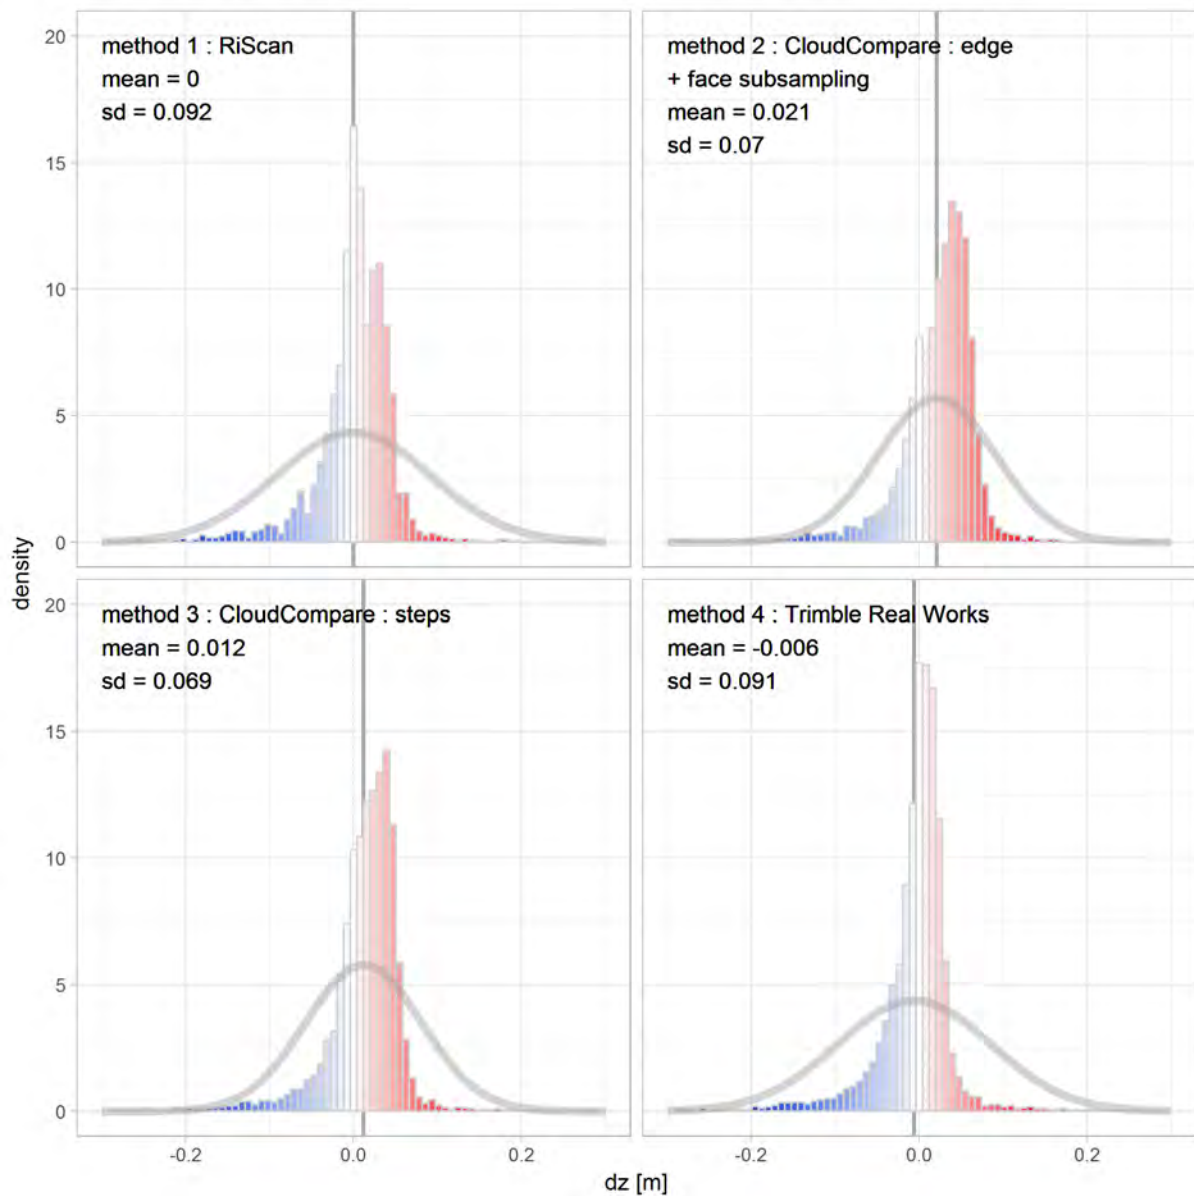 method 1 : RiScan
mean = 0
sd = 0.092
method 2 : CloudCompare : edge
+ face subsampling
mean = 0.021
sd = 0.07
20
15
10
5
0
density
method 3 : CloudCompare : steps
mean = 0.012
sd = 0.069
method 4 : Trimble Real Works
mean = -0.006
sd = 0.091
20
15
10
5
0
-0.2 0.0 0.2
-0.2 0.0 0.2
dz [m]